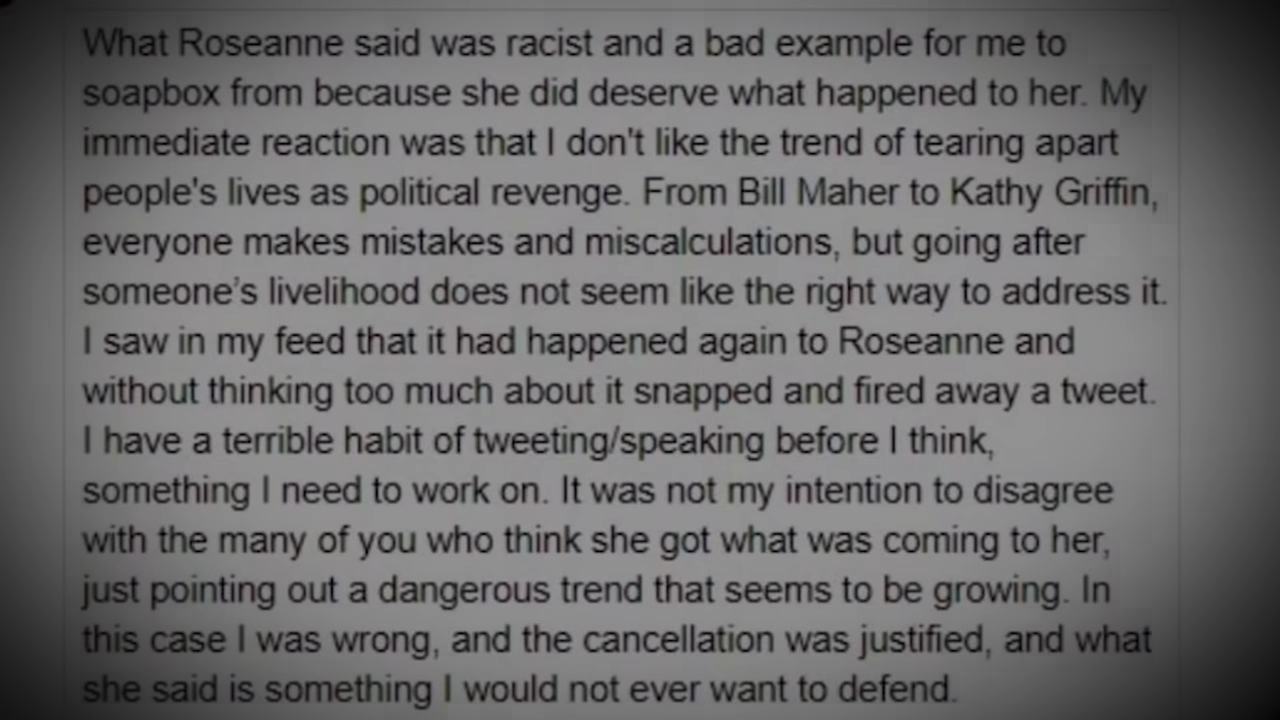 What Roseanne said was racist and a bad example for me to
soapbox from because she did deserve what happened to her. My
immediate reaction was that I don't like the trend of tearing apart
people's lives as political revenge. From Bill Maher to Kathy Griffin,
everyone makes mistakes and miscalculations, but going after
someone’s livelihood does not seem like the right way to address it.
I saw in my feed that it had happened again to Roseanne and
without thinking too much about it snapped and fired away a tweet.
I have a terrible habit of tweeting/speaking before I think,
something I need to work on. It was not my intention to disagree
with the many of you who think she got what was coming to her,
just pointing out a dangerous trend that seems to be growing. In
this case I was wrong, and the cancellation was justified, and what
she said is something I would not ever want to defend.